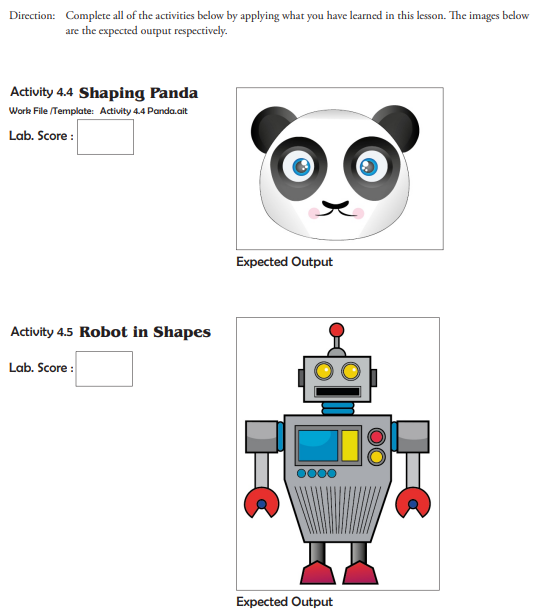 Direction: Complete all of the activities below by applying what you have learned in this lesson. The images below
are the expected output respectively.
Activity 4.4 Shaping Panda
Work File /Template: Activity 4.4 Panda.ait
Lab. Score :
Expected Output
Activity 4.5 Robot in Shapes
Lab. Score :
Expected Output